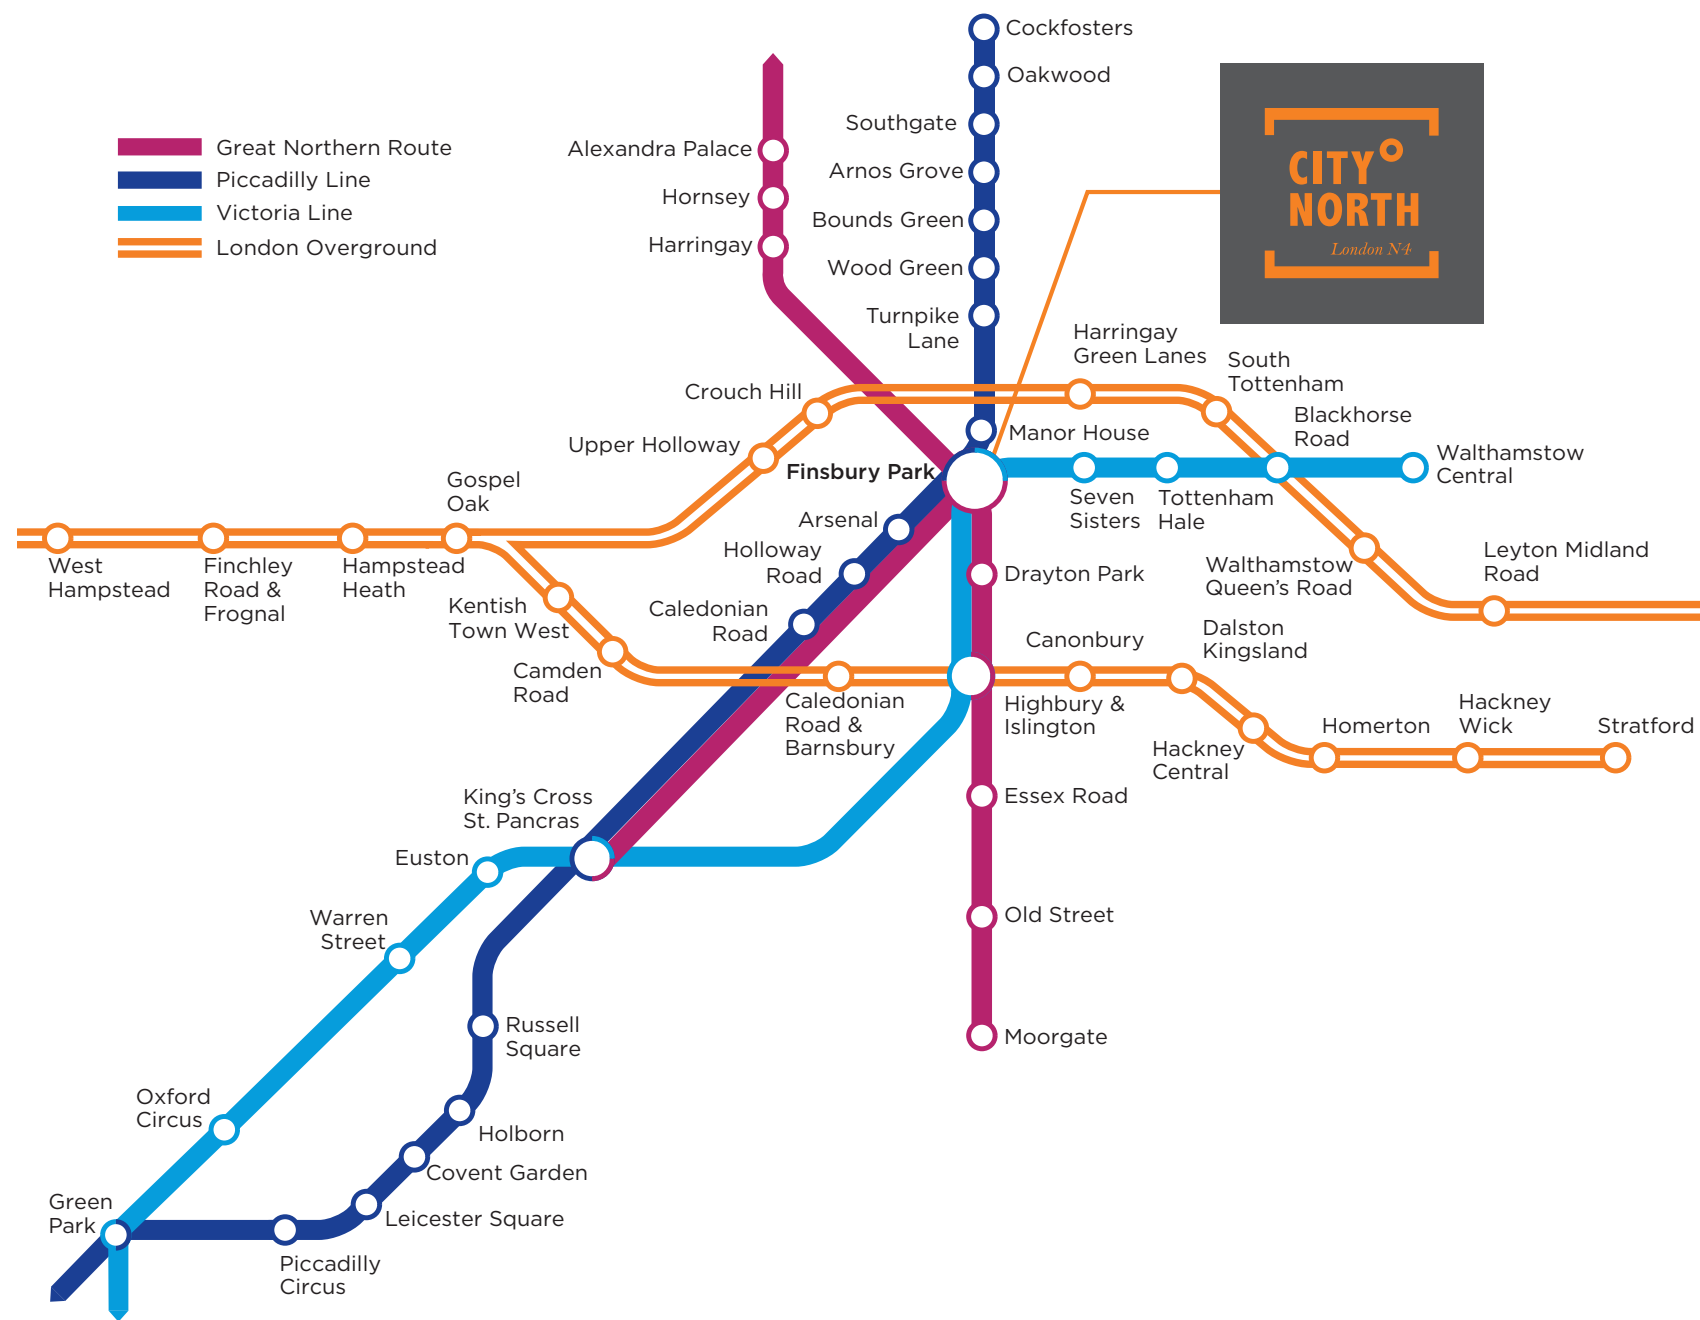 Cockfosters
Oakwood
Southgate
Arnos Grove
Bounds Green
Wood Green
Turnpike
Lane
Great Northern Route
Piccadilly Line
Victoria Line
London Overground
Alexandra Palace
Hornsey
Harringay
CITY
NORTH
London N4
Harringay
Green Lanes
South
Tottenham
Blackhorse
Road
Walthamstow
Central
Crouch Hill
Upper Holloway
Manor House
Finsbury Park
Gospel
Oak
Seven
Sisters
Tottenham
Hale
Arsenal
Holloway
Road
Caledonian
Road
West
Hampstead
Finchley
Road &
Frognal
Hampstead
Heath
Kentish
Town West
Camden
Road
Drayton Park
Walthamstow
Queen's Road
Leyton Midland
Road
Canonbury
Dalston
Kingsland
Caledonian
Road &
Barnsbury
Highbury &
Islington
Hackney
Central
Homerton
Hackney
Wick
Stratford
King's Cross
St. Pancras
Essex Road
Euston
Warren
Street
Old Street
Russell
Square
Moorgate
Oxford
Circus
Holborn
Covent Garden
Green
Park
Leicester Square
Piccadilly
Circus